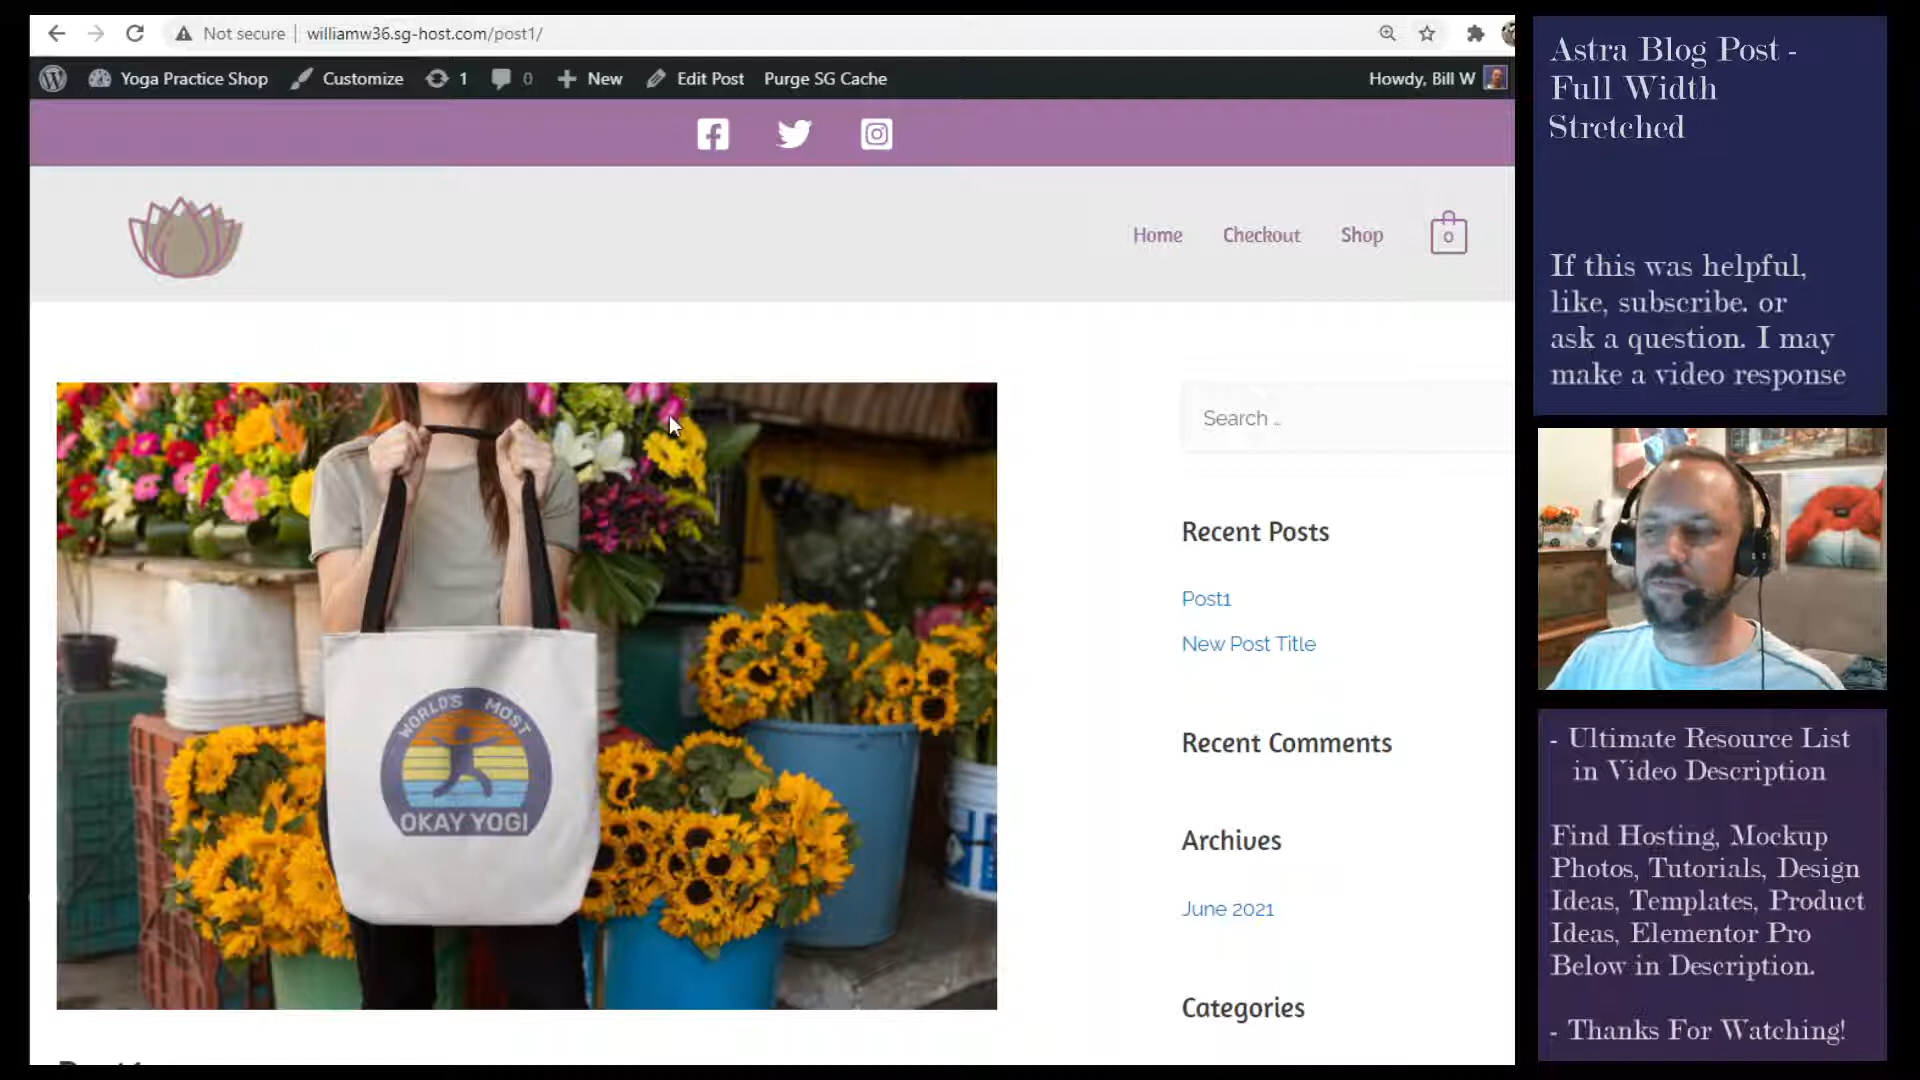 Not secure
williamw36.sg-host.com/post1/
Yoga Practice Shop
Customize
1
0
New
Edit Post
Purge SG Cache
Howdy, Bill W
Home
Checkout
Shop
0
WORLD'S MOST
OKAY YOGI
Search ...
Recent Posts
Post1
New Post Title
Recent Comments
Archives
June 2021
Categories
Astra Blog Post -
Full Width
Stretched
If this was helpful,
like, subscribe. or
ask a question. I may
make a video response
- Ultimate Resource List
in Video Description
Find Hosting, Mockup
Photos, Tutorials, Design
Ideas, Templates, Product
Ideas, Elementor Pro
Below in Description.
- Thanks For Watching!